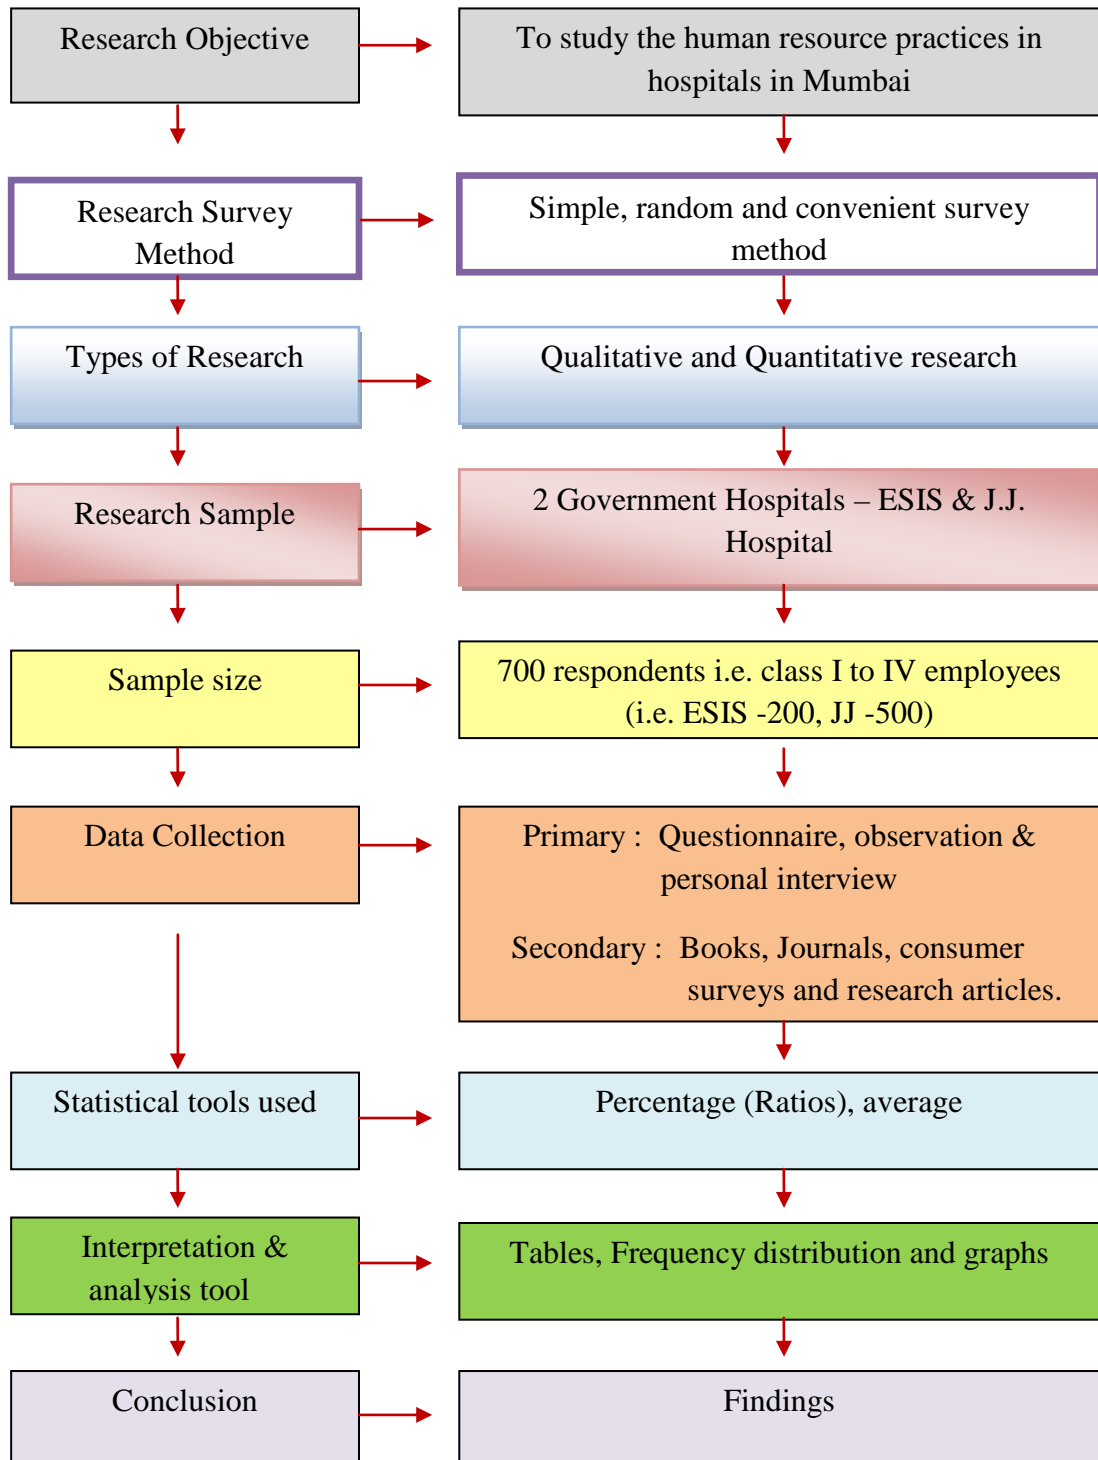 Research Objective
To study the human resource practices in
hospitals in Mumbai
Research Survey
Method
Simple, random and convenient survey
method
Types of Research
Qualitative and Quantitative research
Research Sample
2 Government Hospitals – ESIS & J.J.
Hospital
Sample size
700 respondents i.e. class I to IV employees
(i.e. ESIS -200, JJ -500)
Data Collection
Primary :  Questionnaire, observation &
personal interview
Secondary :  Books, Journals, consumer
surveys and research articles.
Statistical tools used
Percentage (Ratios), average
Interpretation &
analysis tool
Tables, Frequency distribution and graphs
Conclusion
Findings